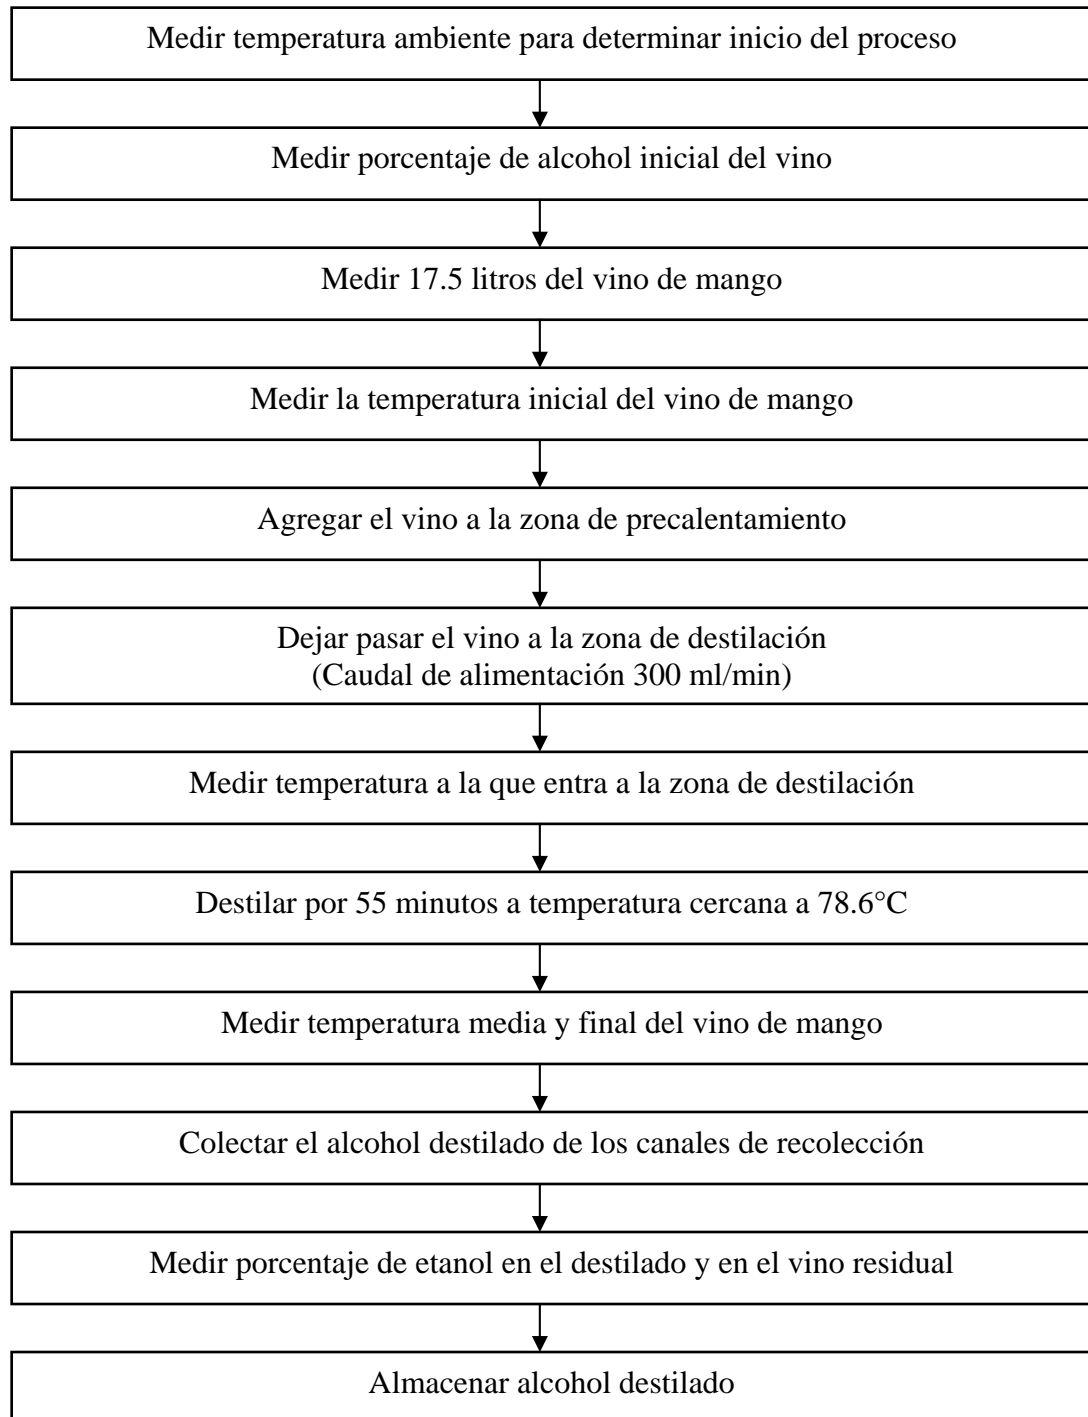 Medir temperatura ambiente para determinar inicio del proceso
Medir porcentaje de alcohol inicial del vino
Medir 17.5 litros del vino de mango
Medir la temperatura inicial del vino de mango
Agregar el vino a la zona de precalentamiento
Dejar pasar el vino a la zona de destilación
(Caudal de alimentación 300 ml/min)
Medir temperatura a la que entra a la zona de destilación
Destilar por 55 minutos a temperatura cercana a 78.6°C
Medir temperatura media y final del vino de mango
Colectar el alcohol destilado de los canales de recolección
Medir porcentaje de etanol en el destilado y en el vino residual
Almacenar alcohol destilado